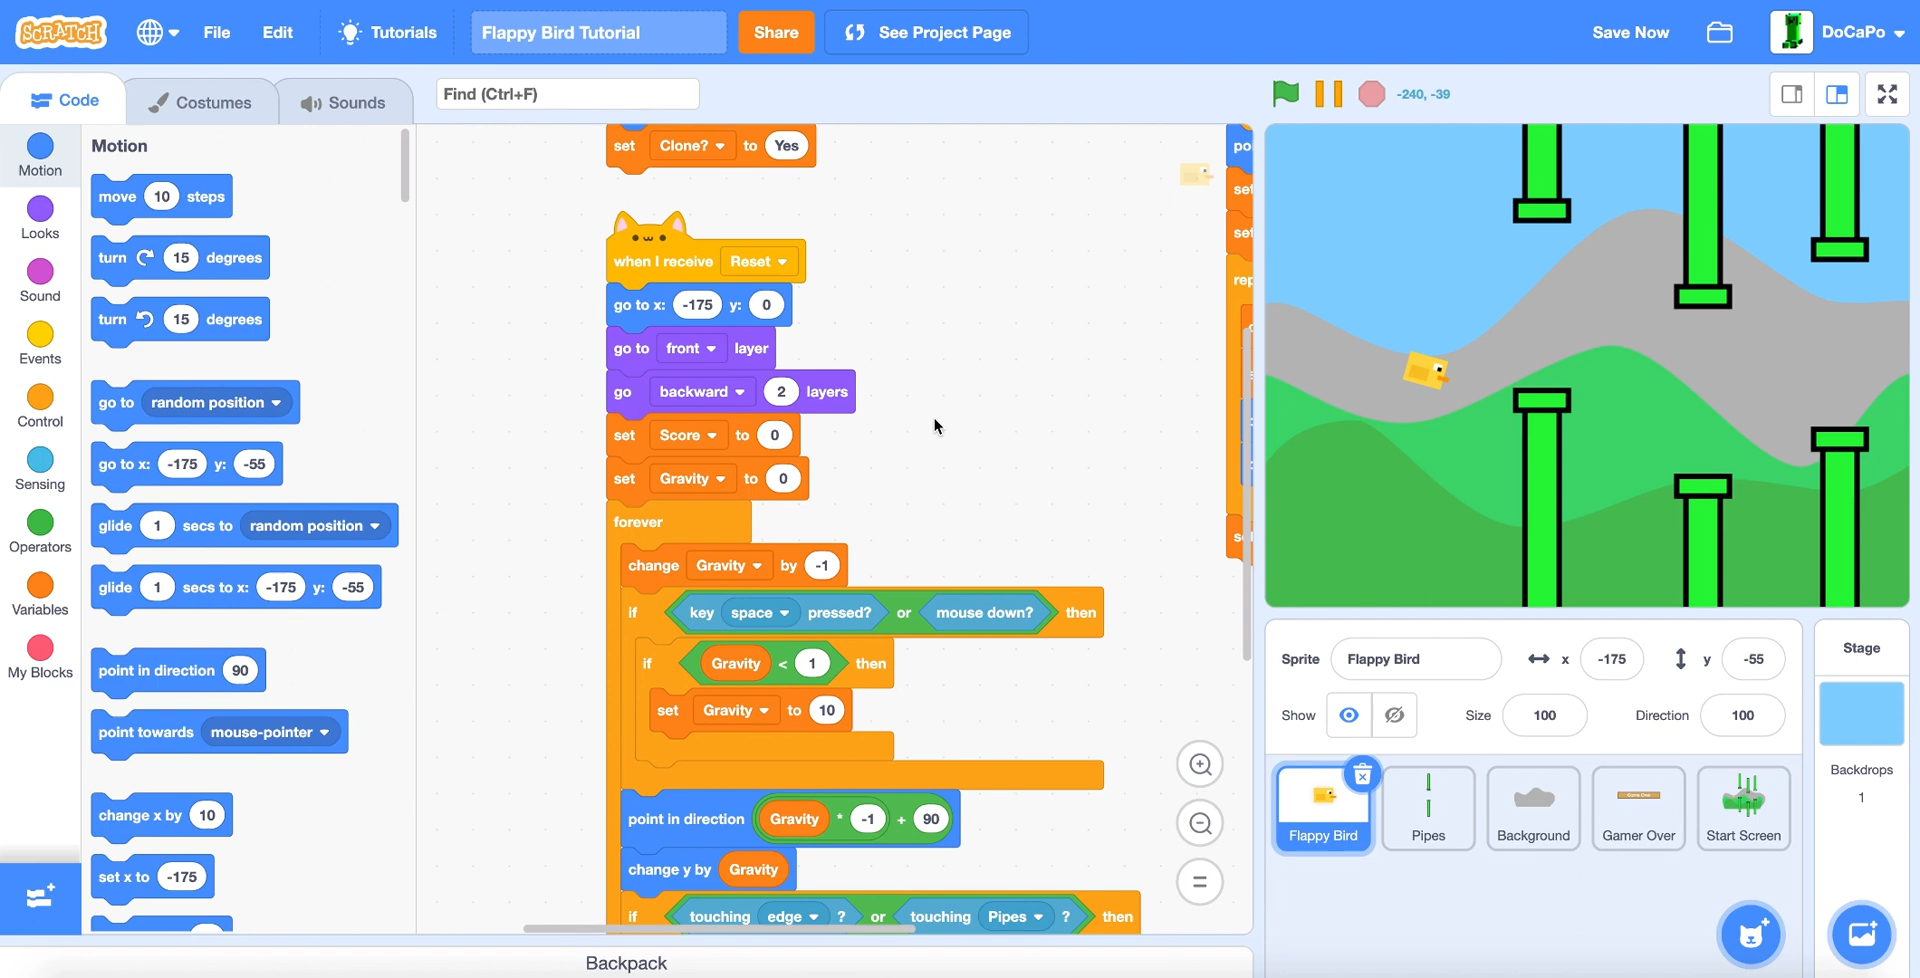 SCRATCH
File
Edit
Tutorials
Flappy Bird Tutorial
Share
See Project Page
Save Now
DoCaPo
Code
Costumes
Sounds
Find (Ctrl+F)
-240, -39
Motion
Looks
Sound
Events
Control
Sensing
Operators
Variables
My Blocks
Motion
move 10 steps
turn 15 degrees
turn 15 degrees
go to random position
go to x: -175 y: -55
glide 1 secs to random position
glide 1 secs to x: -175 y: -55
point in direction 90
point towards mouse-pointer
change x by 10
set x to -175
set Clone? to Yes
when I receive Reset
go to x: -175 y: 0
go to front layer
go backward 2 layers
set Score to 0
set Gravity to 0
forever
change Gravity by -1
if key space pressed? or mouse down? then
if Gravity < 1 then
set Gravity to 10
point in direction Gravity * -1 + 90
change y by Gravity
if touching edge ? or touching Pipes ? then
Backpack
Sprite Flappy Bird x -175 y -55
Show Size 100 Direction 100
Flappy Bird
Pipes
Background
Gamer Over
Start Screen
Stage
Backdrops
1